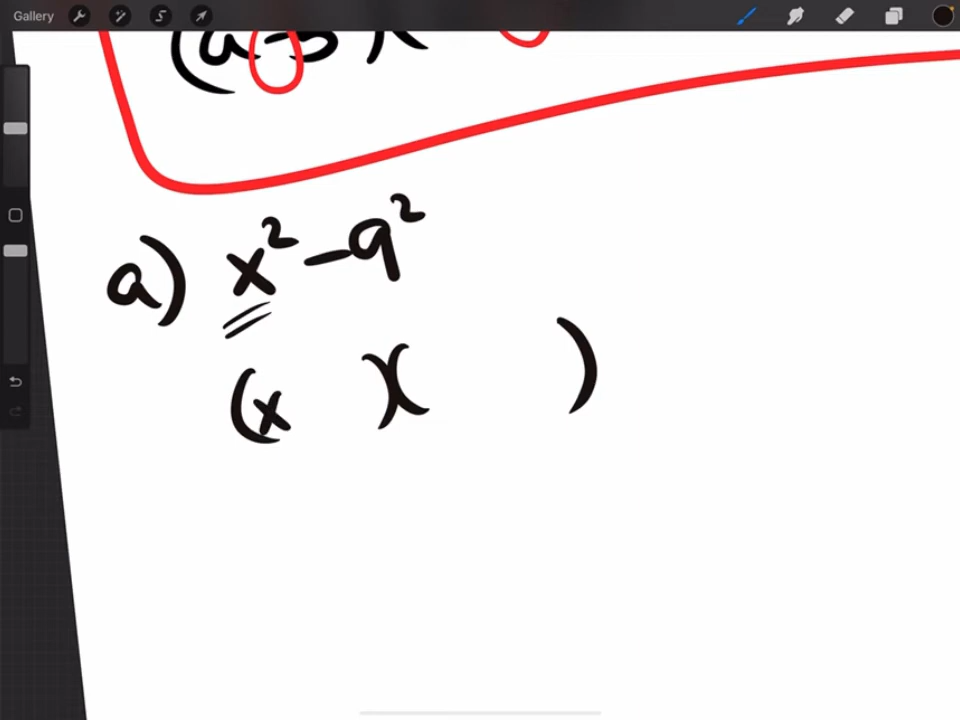 Gallery
(a-b)(
a) x² - 9²
(x )( )